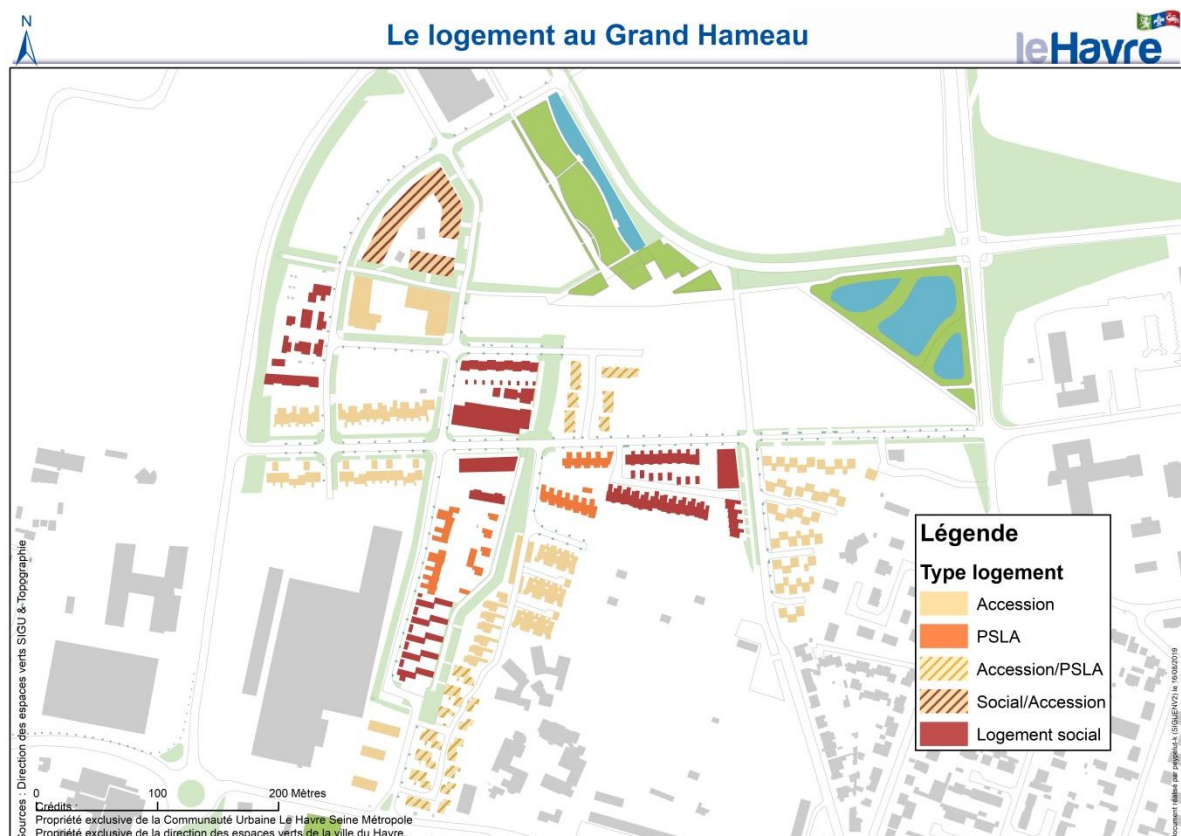 N
Le logement au Grand Hameau
leHavre
Légende
Type logement
Accession
PSLA
Accession/PSLA
Social/Accession
Logement social
0 100 200 Mètres
Crédits :
Propriété exclusive de la Communauté Urbaine Le Havre Seine Métropole
Propriété exclusive de la direction des espaces verts de la ville du Havre
Sources : Direction des espaces verts SIGU & Topographie